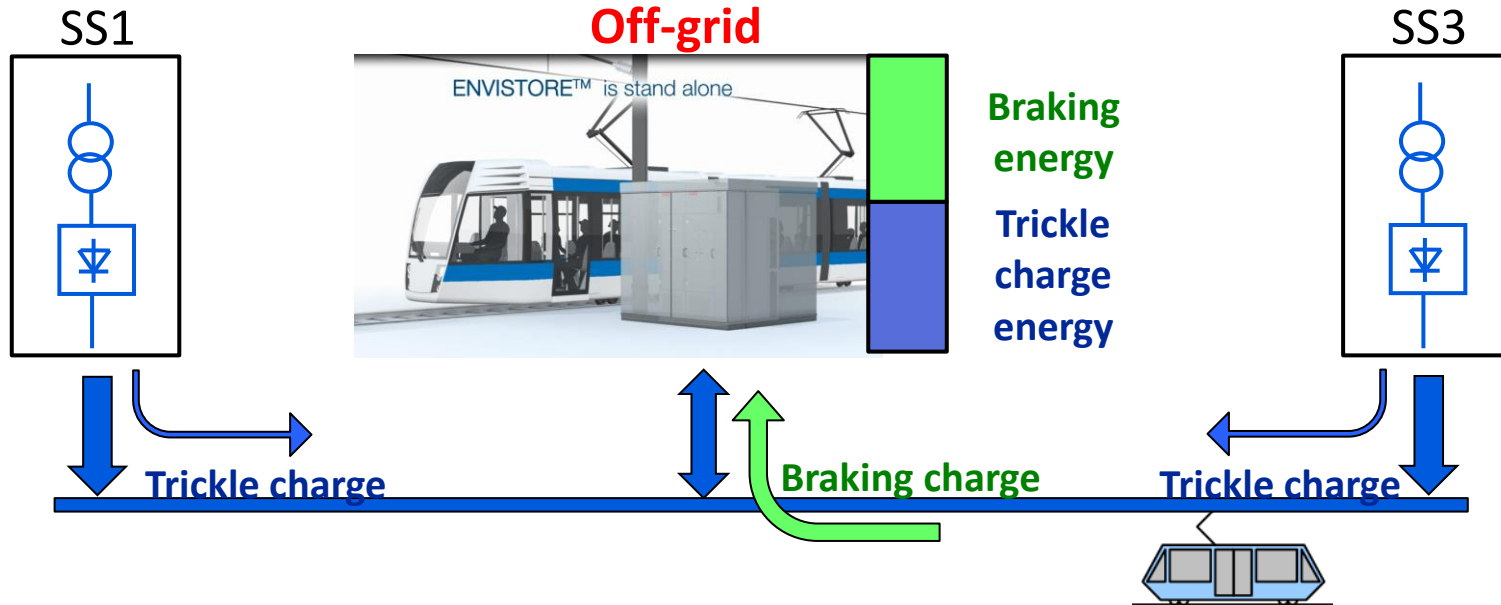 SS1
Off-grid
SS3
ENVISTORE™ is stand alone
Braking
energy
Trickle
charge
energy
Trickle charge
Braking charge
Trickle charge